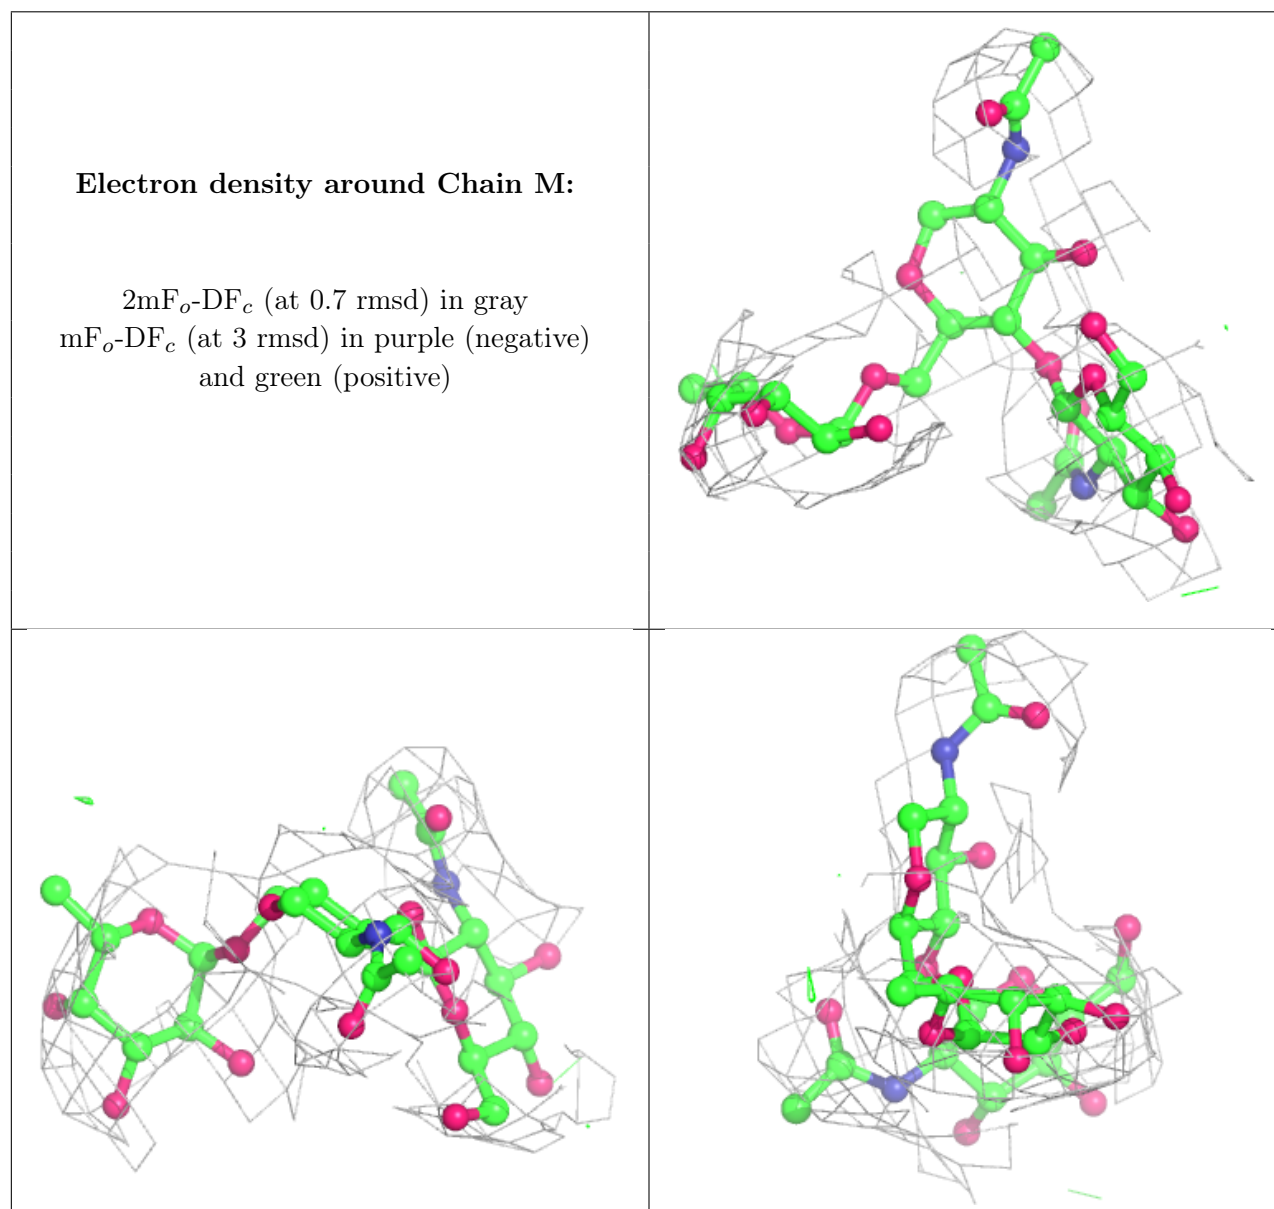 Electron density around Chain M:
2mFo-DFc (at 0.7 rmsd) in gray
mFo-DFc (at 3 rmsd) in purple (negative)
and green (positive)